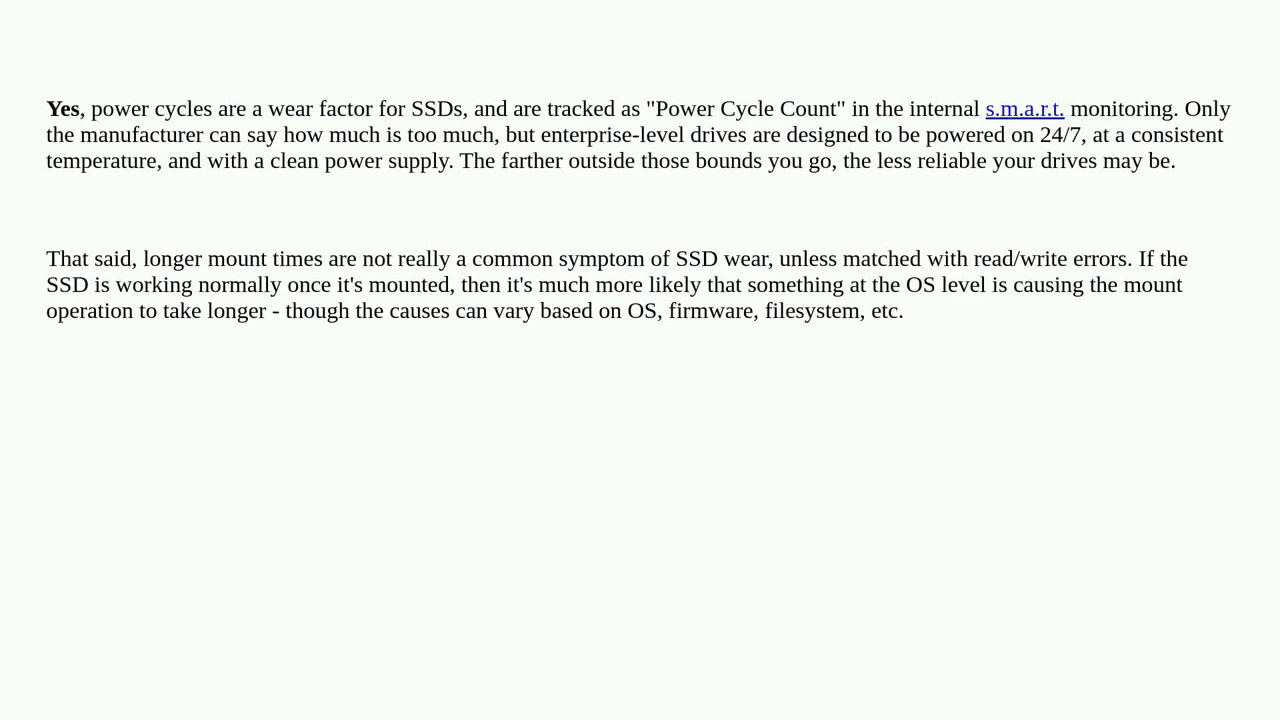 Yes, power cycles are a wear factor for SSDs, and are tracked as "Power Cycle Count" in the internal s.m.a.r.t. monitoring. Only
the manufacturer can say how much is too much, but enterprise-level drives are designed to be powered on 24/7, at a consistent
temperature, and with a clean power supply. The farther outside those bounds you go, the less reliable your drives may be.
That said, longer mount times are not really a common symptom of SSD wear, unless matched with read/write errors. If the
SSD is working normally once it's mounted, then it's much more likely that something at the OS level is causing the mount
operation to take longer - though the causes can vary based on OS, firmware, filesystem, etc.